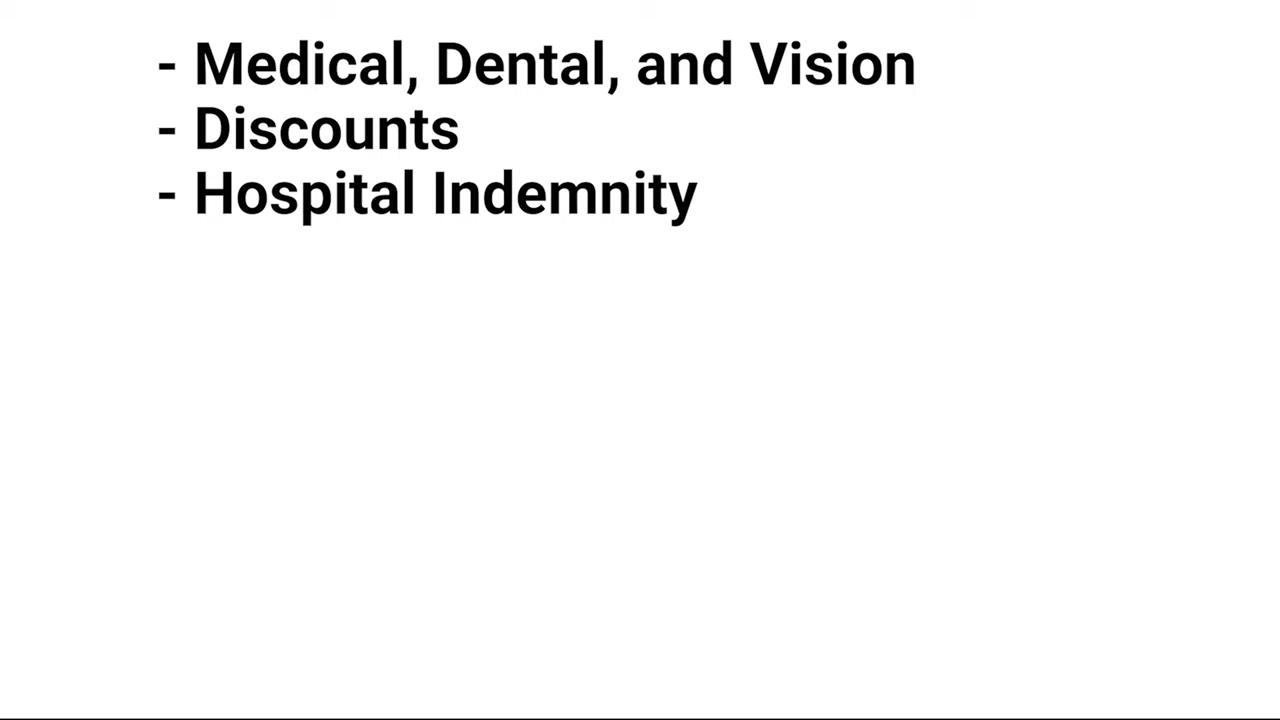 - Medical, Dental, and Vision
- Discounts
- Hospital Indemnity